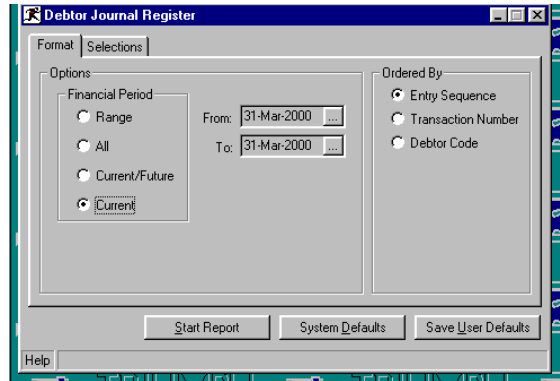 Debtor Journal Register
Format Selections
Options
Financial Period
Range
All
Current/Future
Current
From: 31-Mar-2000 ...
To: 31-Mar-2000 ...
Ordered By
Entry Sequence
Transaction Number
Debtor Code
Start Report System Defaults Save User Defaults
Help